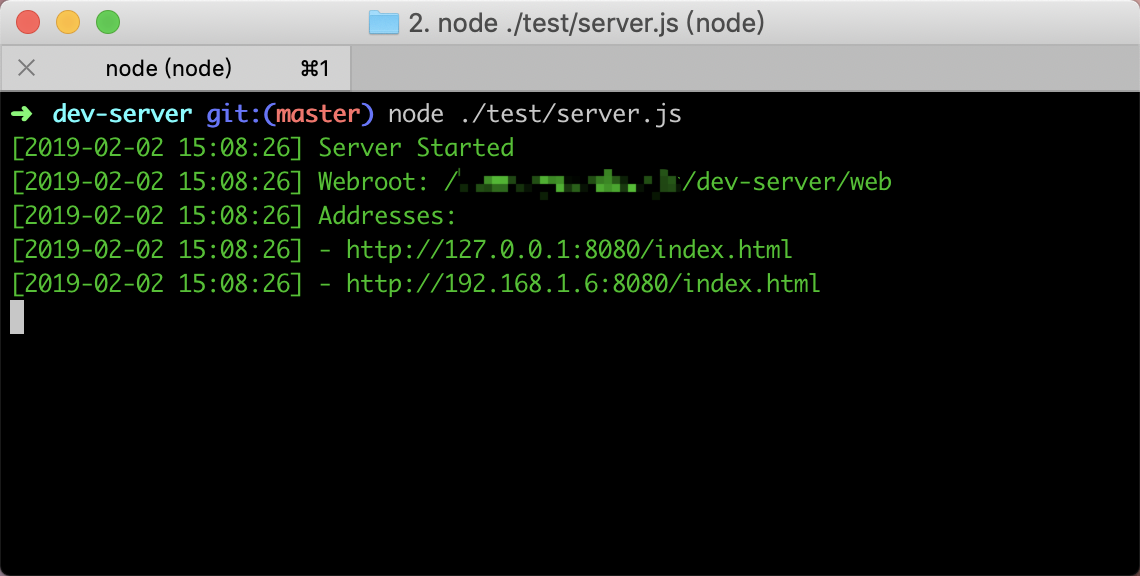 2. node ./test/server.js (node)
node (node) ⌘1
➜ dev-server git:(master) node ./test/server.js
[2019-02-02 15:08:26] Server Started
[2019-02-02 15:08:26] Webroot: / /dev-server/web
[2019-02-02 15:08:26] Addresses:
[2019-02-02 15:08:26] - http://127.0.0.1:8080/index.html
[2019-02-02 15:08:26] - http://192.168.1.6:8080/index.html